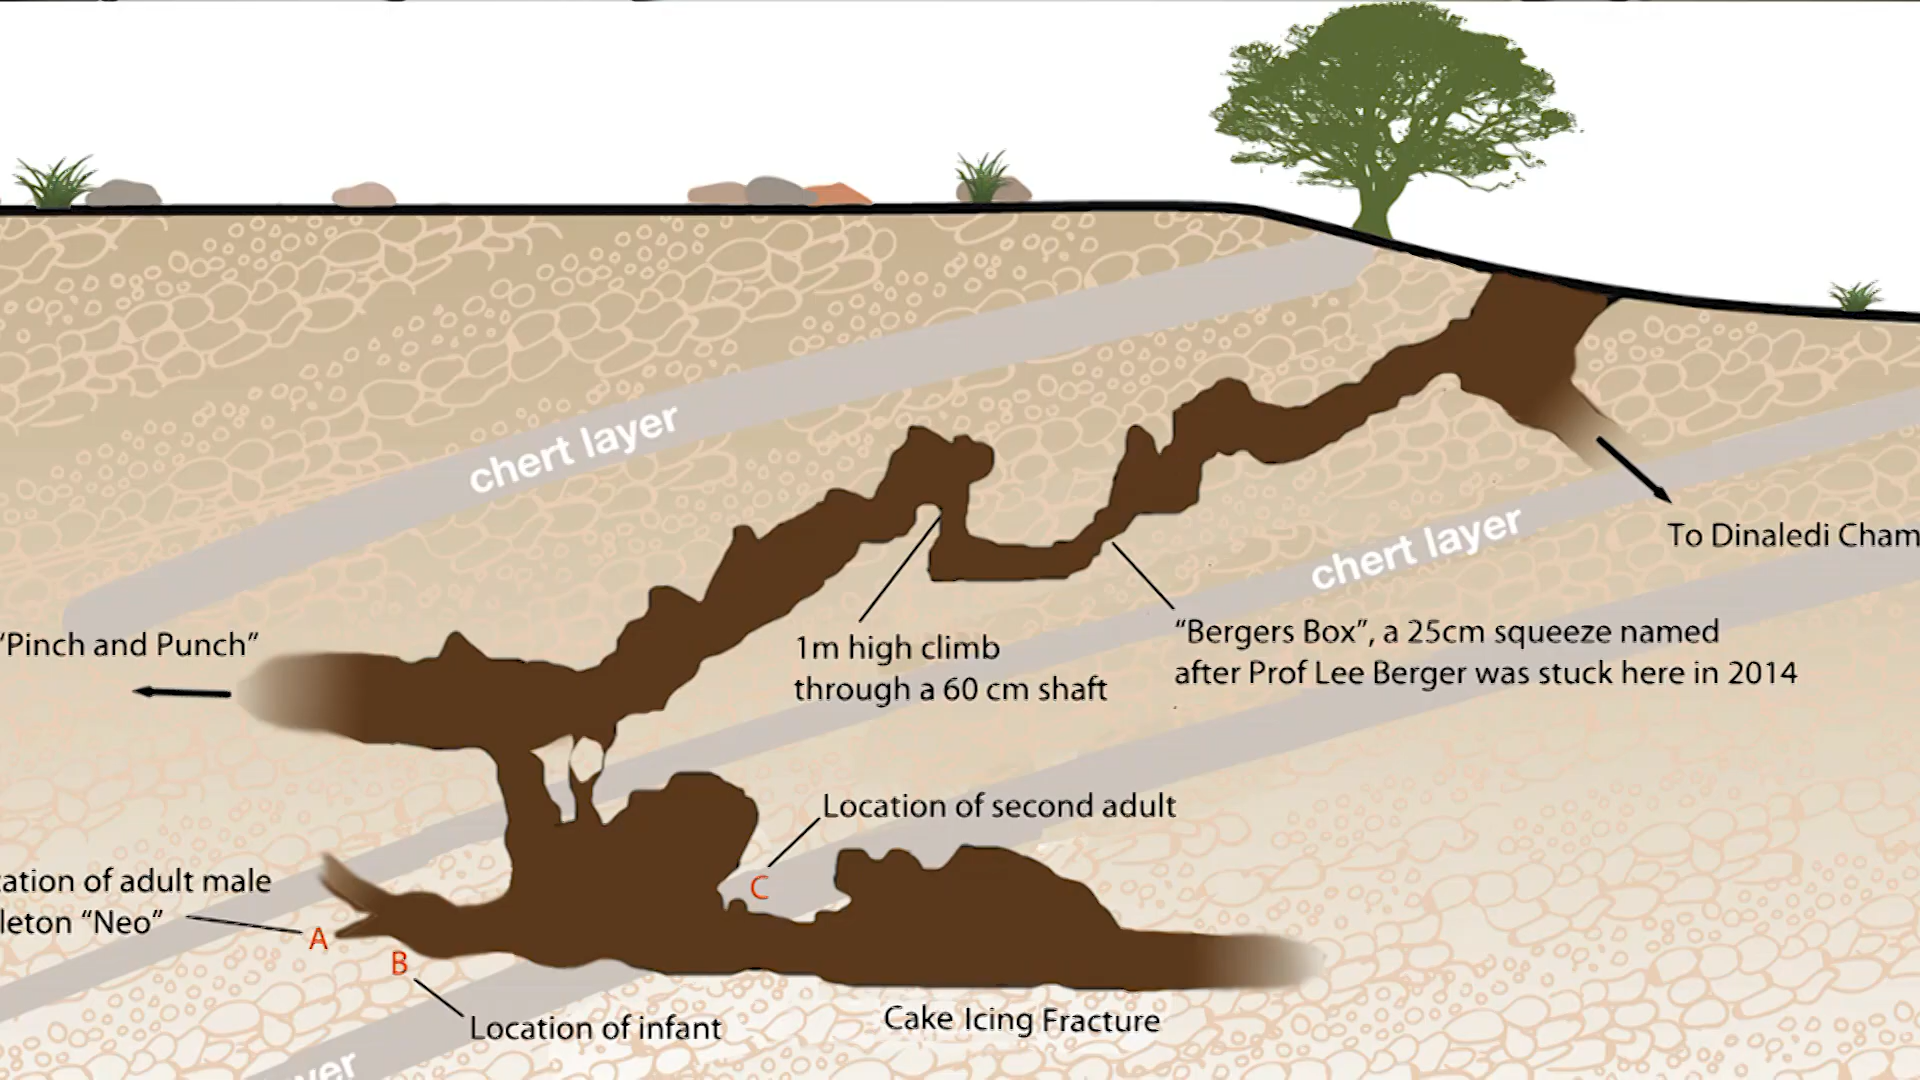 chert layer
chert layer
To Dinaledi Cham
"Pinch and Punch"
1m high climb
through a 60 cm shaft
“Bergers Box”, a 25cm squeeze named
after Prof Lee Berger was stuck here in 2014
Location of second adult
C
ation of adult male
leton “Neo”
A
B
Location of infant
Cake Icing Fracture
yer